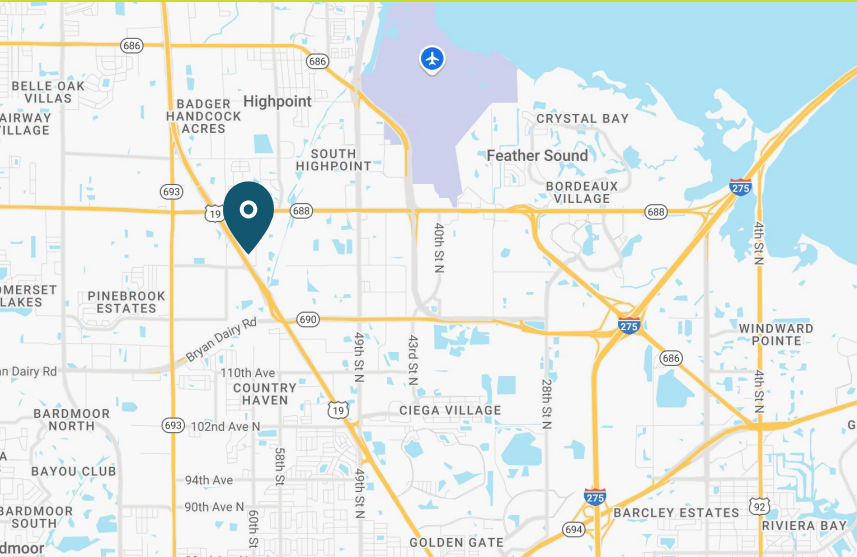 686
686
BELLE OAK
VILLAS
BADGER
HANDCOCK
ACRES
Highpoint
AIRWAY
VILLAGE
CRYSTAL BAY
SOUTH
HIGHPOINT
Feather Sound
BORDEAUX
VILLAGE
275
693
19
688
688
40th St N
4th St N
OMERSET
LAKES
PINEBROOK
ESTATES
690
275
Bryan Dairy Rd
WINDWARD
POINTE
49th St N
43rd St N
686
n Dairy Rd
110th Ave
COUNTRY
HAVEN
28th St N
4th St N
19
CIEGA VILLAGE
BARDMOOR
NORTH
693
102nd Ave N
G
A
BAYOU CLUB
58th St
49th St N
94th Ave
275
90th Ave N
92
BARDMOOR
SOUTH
60th St
BARCLEY ESTATES
694
RIVIERA BAY
GOLDEN GATE
dmoor